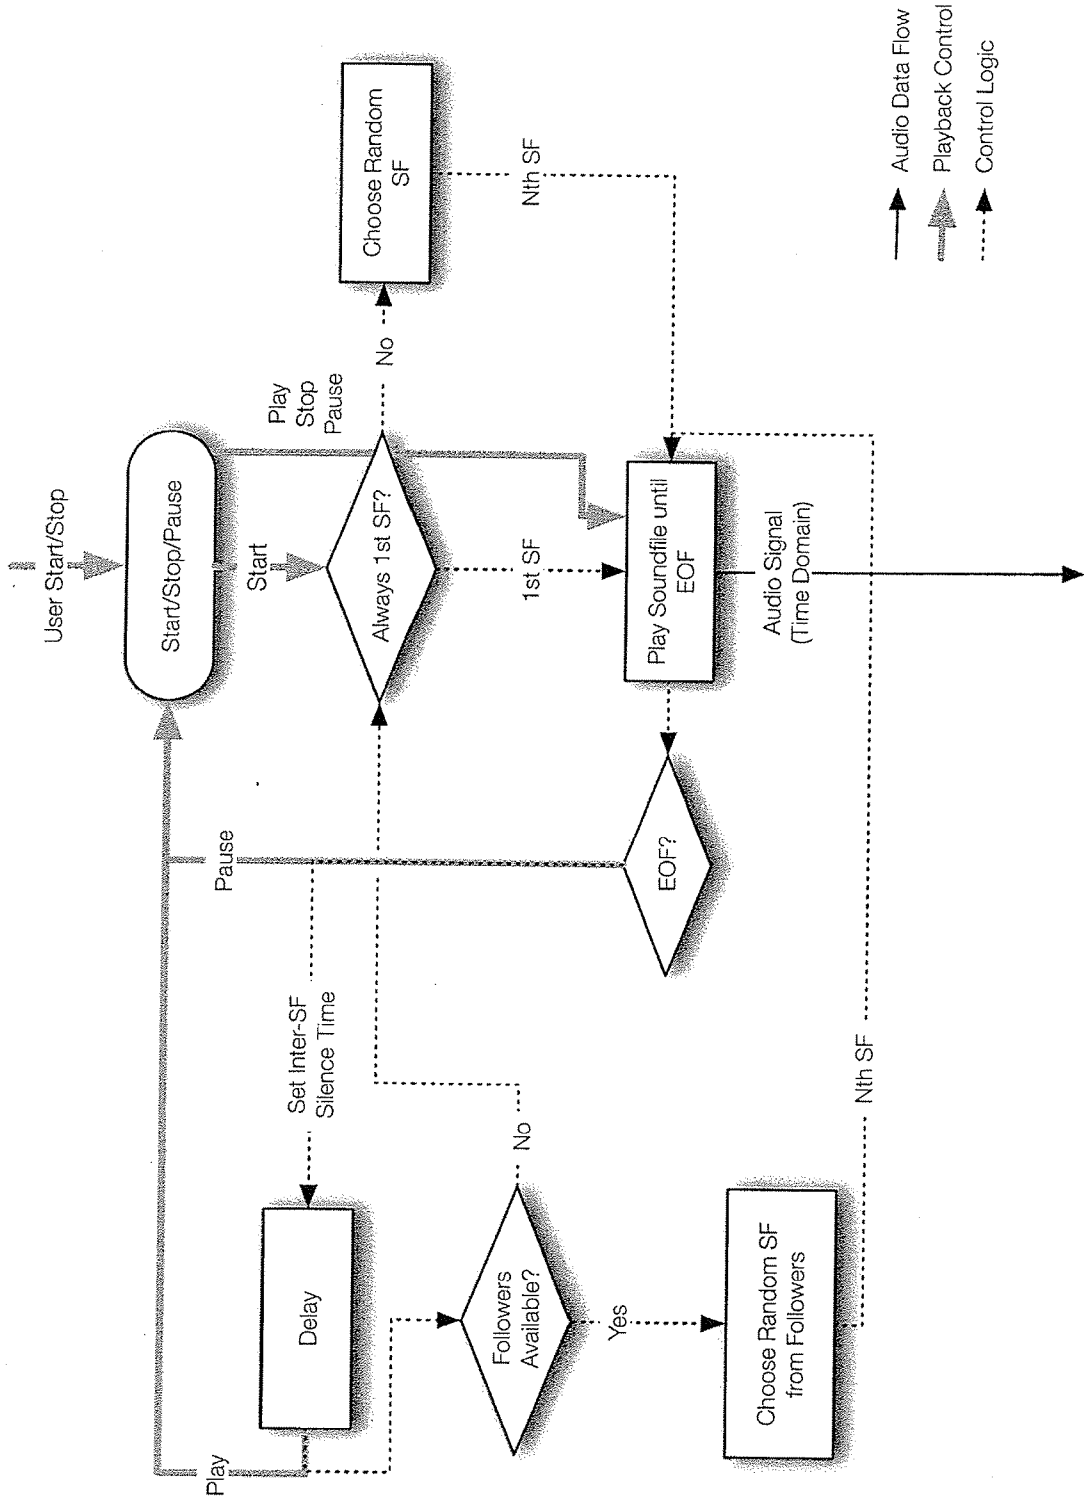 User Start/Stop
Start/Stop/Pause
Start
Play
Stop
Pause
Always 1st SF?
No
Choose Random
SF
1st SF
Nth SF
Play Soundfile until
EOF
Audio Signal
(Time Domain)
EOF?
Pause
Set Inter-SF
Silence Time
Delay
Play
Followers
Available?
No
Yes
Choose Random SF
from Followers
Nth SF
Audio Data Flow
Playback Control
Control Logic